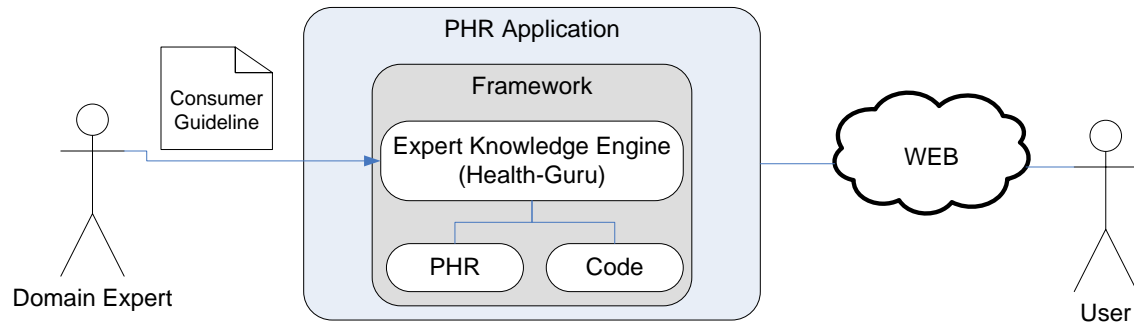 PHR Application
Consumer
Guideline
Framework
Expert Knowledge Engine
(Health-Guru)
PHR
Code
WEB
Domain Expert
User